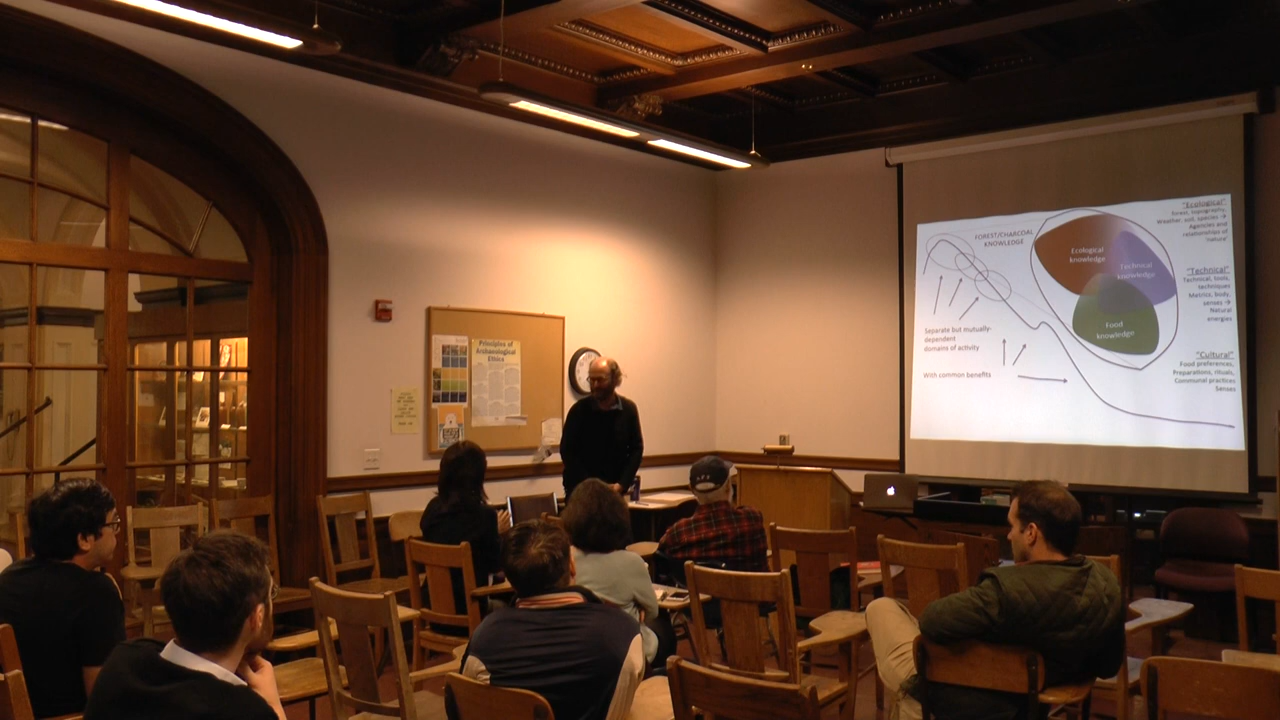 Principles of
Archaeological
Ethics
FOREST/CHARCOAL
KNOWLEDGE
Ecological
knowledge
Technical
knowledge
Food
knowledge
Separate but mutually-
dependent
domains of activity
With common benefits
"Ecological"
forest, topography,
Weather, soil, species →
Agencies and
relationships of
'nature'
"Technical"
Technical, tools,
techniques
Metrics, body,
senses →
Natural
energies
"Cultural"
Food preferences,
Preparations, rituals,
Communal practices
Senses